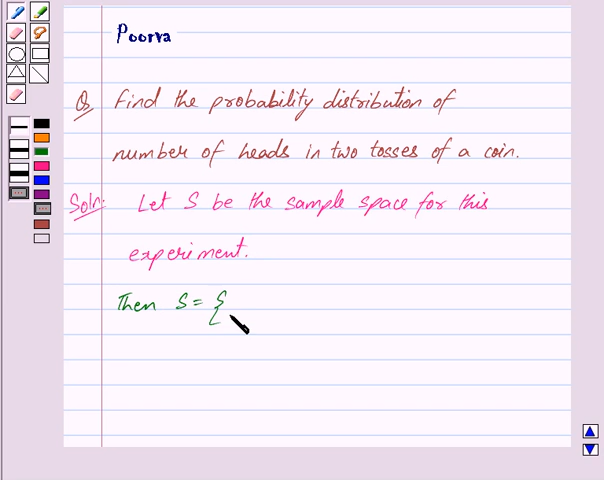 Poorva
Q Find the probability distribution of
number of heads in two tosses of a coin.
Soln: Let S be the sample space for this
experiment.
Then S = {